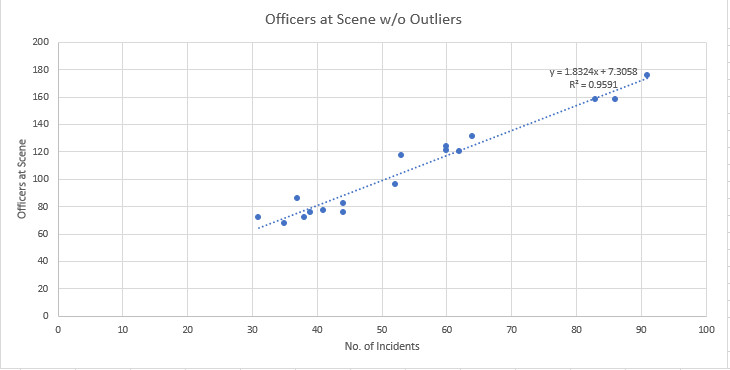 Officers at Scene w/o Outliers
200
180
160
140
120
100
80
60
40
20
0
Officers at Scene
y = 1.8324x + 7.3058
R² = 0.9591
0 10 20 30 40 50 60 70 80 90 100
No. of Incidents